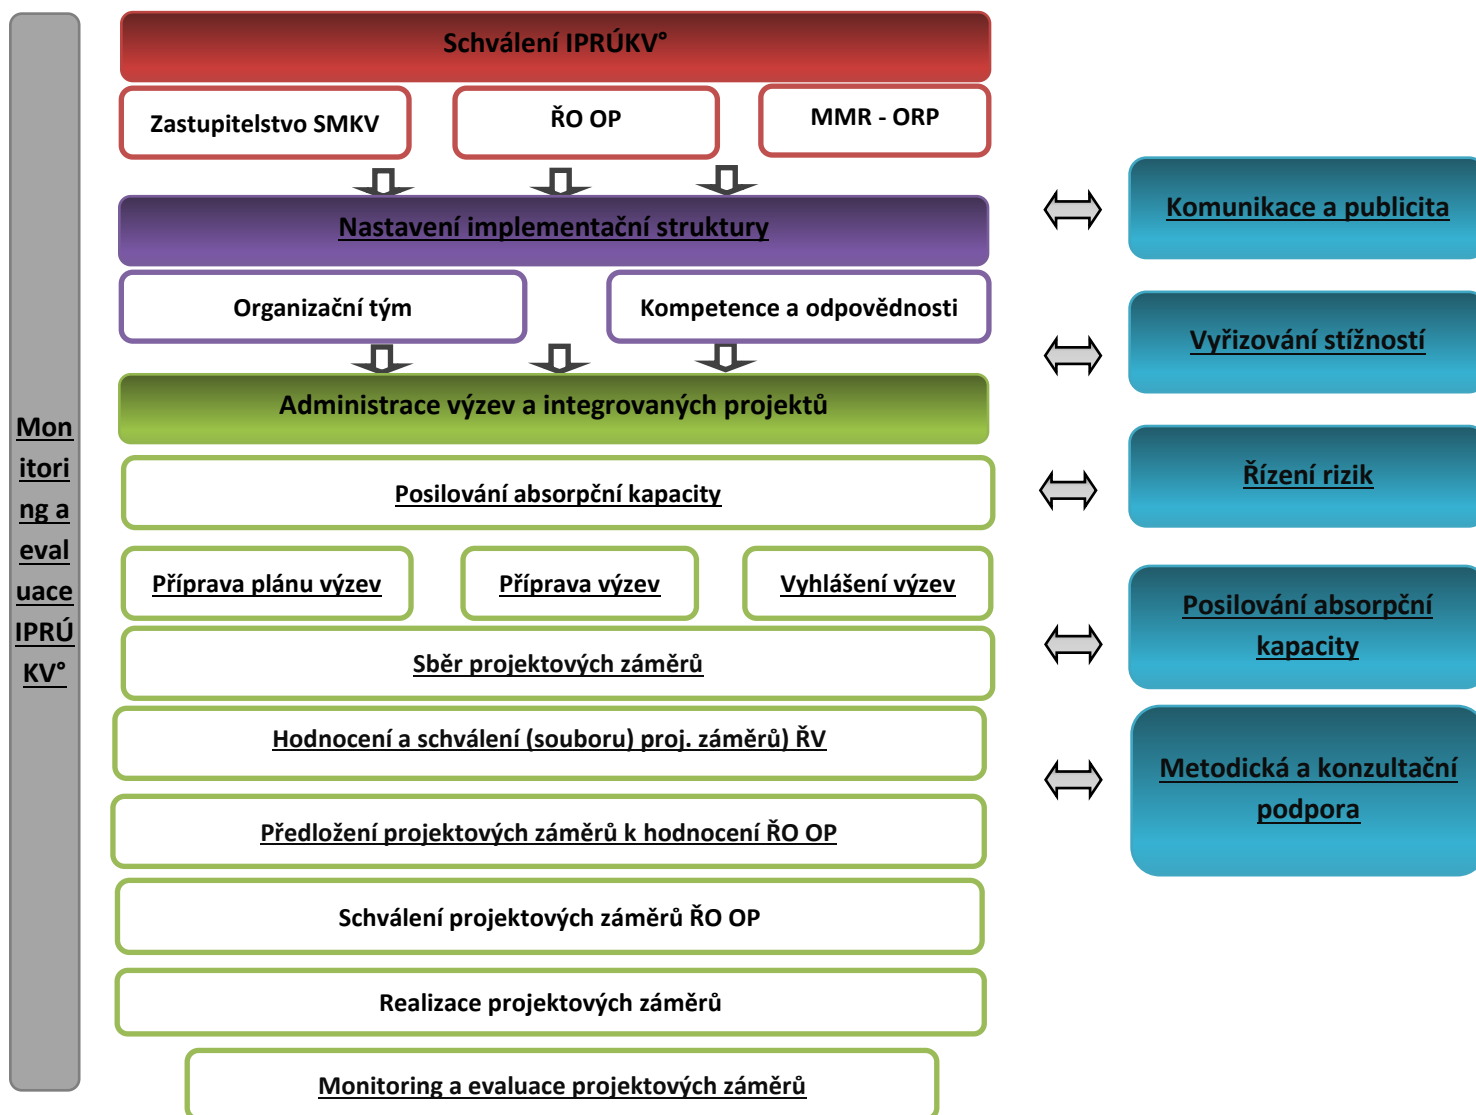 Schválení IPRÚKV°
Zastupitelstvo SMKV
ŘO OP
MMR - ORP
Nastavení implementační struktury
Organizační tým
Kompetence a odpovědnosti
Administrace výzev a integrovaných projektů
Posilování absorpční kapacity
Příprava plánu výzev
Příprava výzev
Vyhlášení výzev
Sběr projektových záměrů
Hodnocení a schválení (souboru) proj. záměrů) ŘV
Předložení projektových záměrů k hodnocení ŘO OP
Schválení projektových záměrů ŘO OP
Realizace projektových záměrů
Monitoring a evaluace projektových záměrů
Mon
itori
ng a
eval
uace
IPRÚ
KV°
Komunikace a publicita
Vyřizování stížností
Řízení rizik
Posilování absorpční
kapacity
Metodická a konzultační
podpora